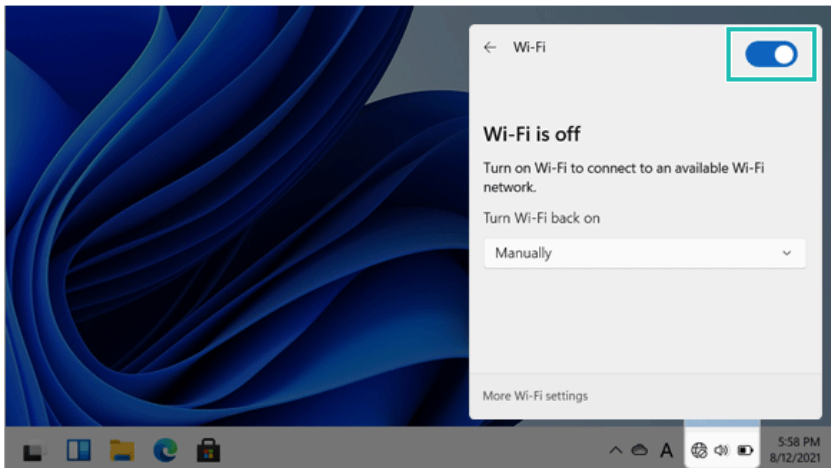 Wi-Fi
Wi-Fi is off
Turn on Wi-Fi to connect to an available Wi-Fi
network.
Turn Wi-Fi back on
Manually
More Wi-Fi settings
A
5:58 PM
8/12/2021